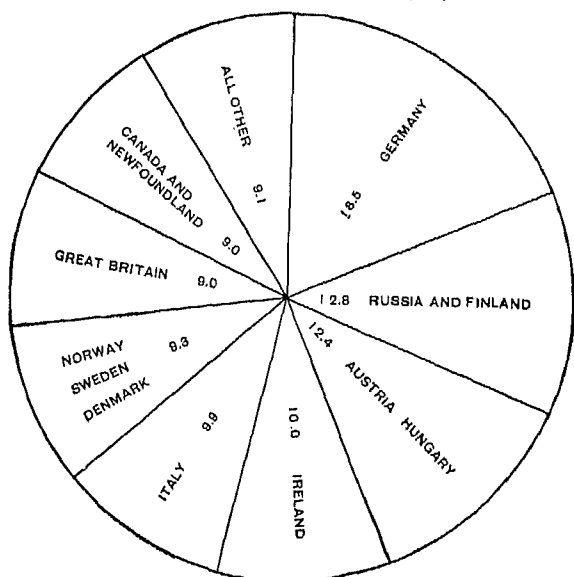 GERMANY
18.5
12.8 RUSSIA AND FINLAND
12.4
AUSTRIA HUNGARY
10.0
IRELAND
9.9
ITALY
9.3
NORWAY
SWEDEN
DENMARK
GREAT BRITAIN 9.0
CANADA AND
NEWFOUNDLAND
9.0
ALL OTHER
9.1